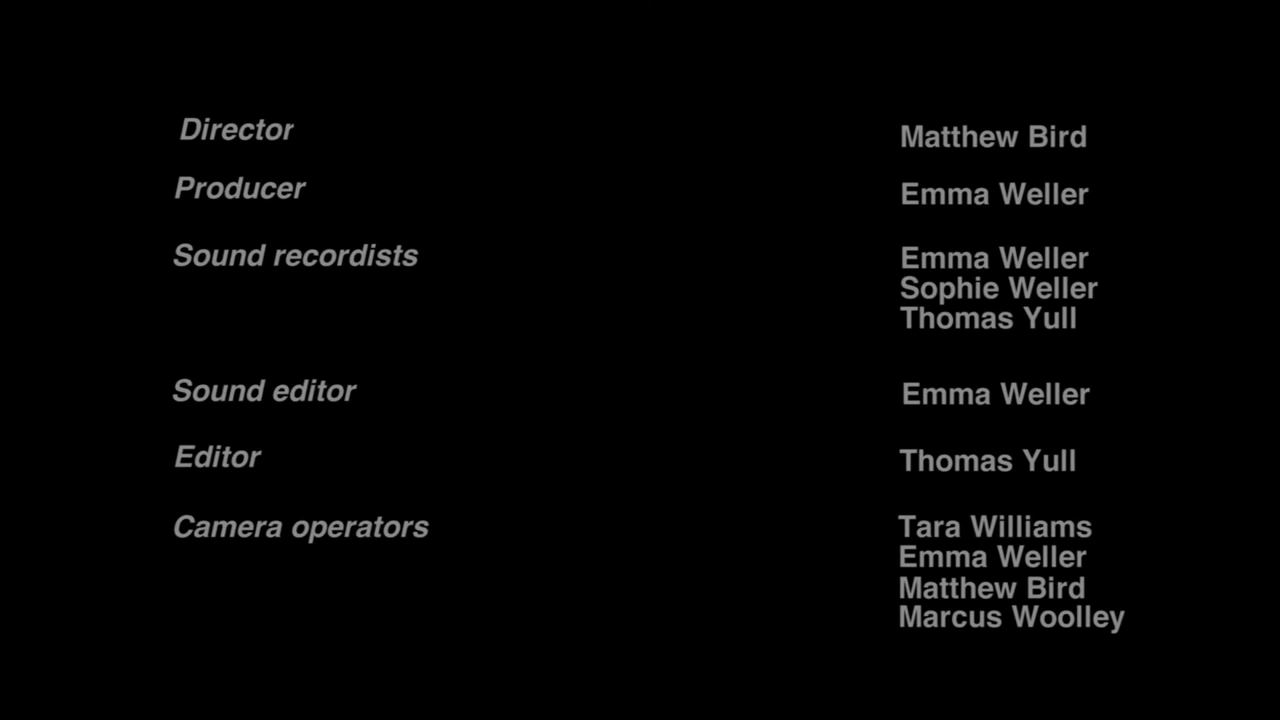 Director Matthew Bird
Producer Emma Weller
Sound recordists Emma Weller
Sophie Weller
Thomas Yull
Sound editor Emma Weller
Editor Thomas Yull
Camera operators Tara Williams
Emma Weller
Matthew Bird
Marcus Woolley